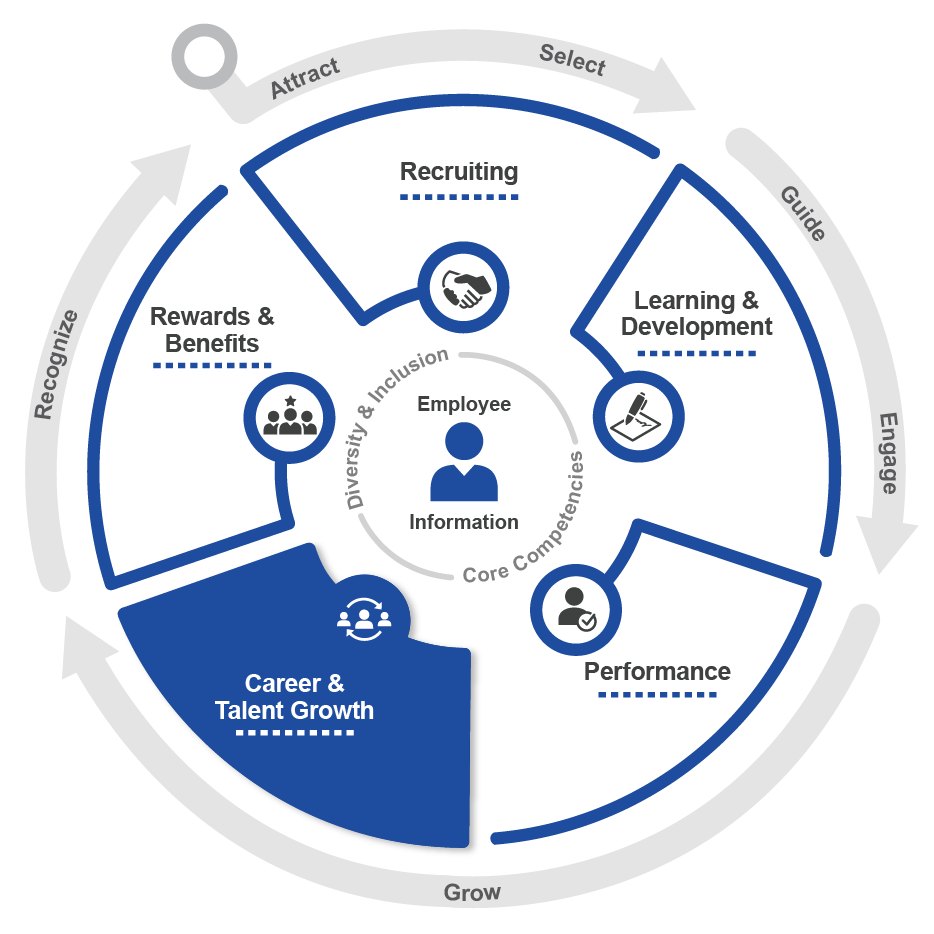 Attract
Select
Guide
Engage
Grow
Recognize
Recruiting
Learning &
Development
Performance
Career &
Talent Growth
Rewards &
Benefits
Diversity & Inclusion
Core Competencies
Employee
Information